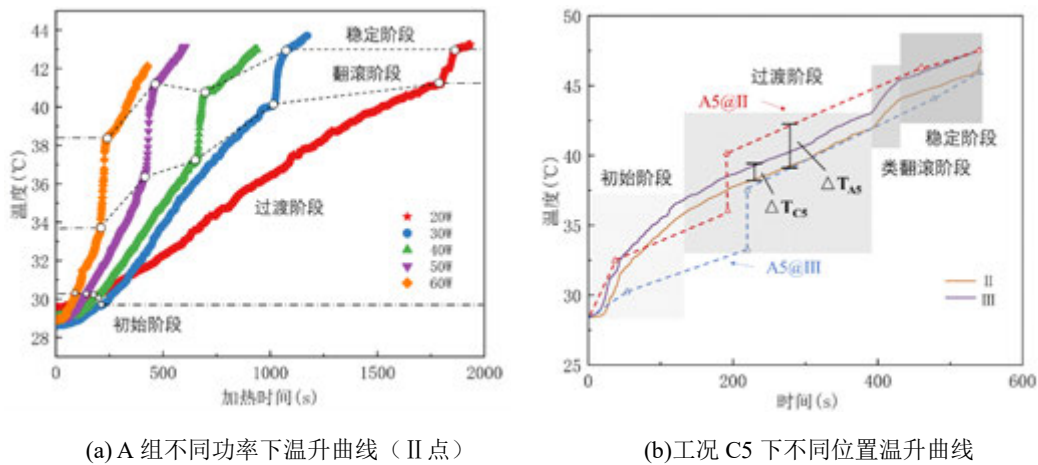 44
42
40
38
36
34
32
30
28
温度(℃)
稳定阶段
翻滚阶段
过渡阶段
初始阶段
20W
30W
40W
50W
60W
0
500
1000
1500
2000
加热时间(s)
50
45
40
35
30
25
温度(℃)
过渡阶段
A5@II
初始阶段
稳定阶段
类翻滚阶段
△TA5
△TC5
A5@III
II
III
0
200
400
600
时间(s)
(a) A 组不同功率下温升曲线（Ⅱ点）
(b)工况 C5 下不同位置温升曲线